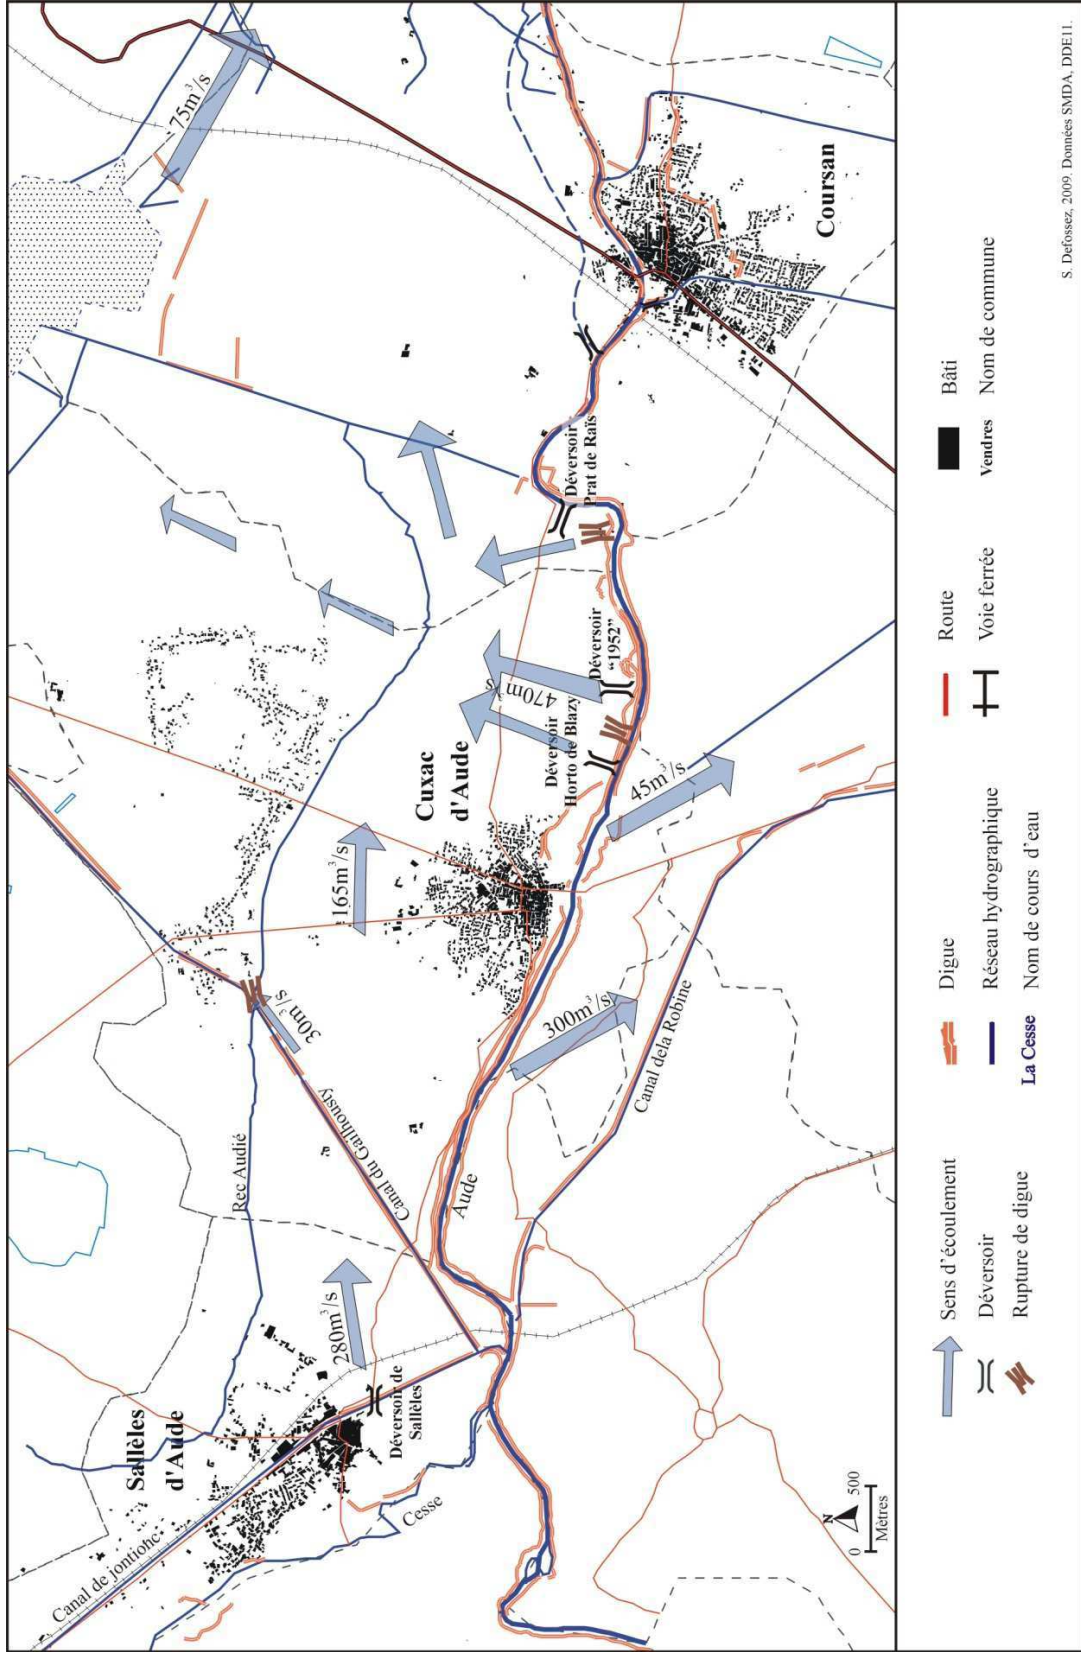 Canal de jontiohc
Sallèles
d'Aude
Cesse
Déversoir de
Sallèles
280m³/s
Rec Audié
Canal du Gailhousty
30m³/s
Aude
165m³/s
Cuxac
d'Aude
300m³/s
Canal dela Robine
45m³/s
Déversoir
Horto de Blazy
470m³/s
Déversoir
"1952"
Déversoir
Prat de Raïs
75m³/s
Coursan
N
0 500
Mètres
Sens d'écoulement
Déversoir
Rupture de digue
Digue
Réseau hydrographique
La Cesse Nom de cours d'eau
Route
Voie ferrée
Bâti
Vendres Nom de commune
S. Defossez, 2009. Données SMDA, DDE11.